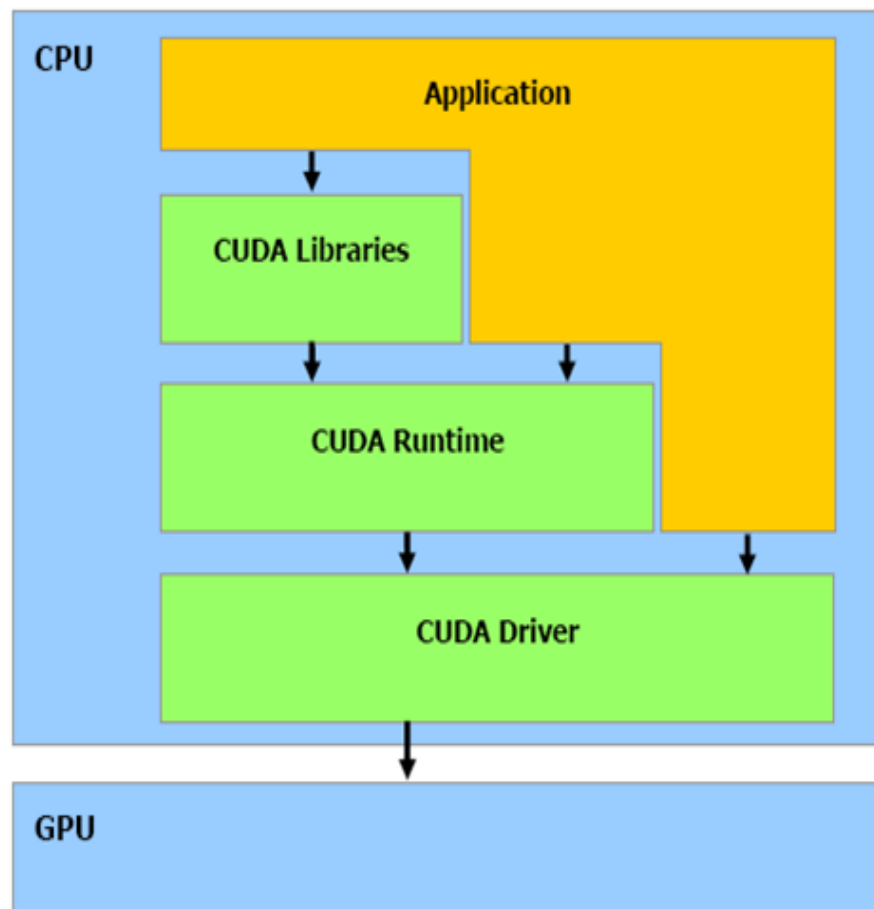 CPU
Application
CUDA Libraries
CUDA Runtime
CUDA Driver
GPU